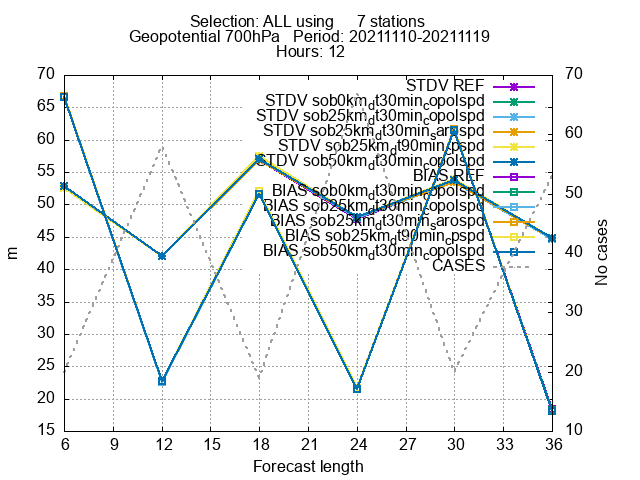 Selection: ALL using     7 stations
Geopotential 700hPa   Period: 20211110-20211119
Hours: 12
STDV REF
STDV sob0km_dt30min_copolspd
STDV sob25km_dt30min_copolspd
STDV sob25km_dt30min_sarospd
STDV sob25km_dt90min_cpspd
STDV sob50km_dt30min_copolspd
BIAS REF
BIAS sob0km_dt30min_copolspd
BIAS sob25km_dt30min_copolspd
BIAS sob25km_dt30min_sarospd
BIAS sob25km_dt90min_cpspd
BIAS sob50km_dt30min_copolspd
CASES
70
65
60
55
50
45
40
35
30
25
20
15
m
70
60
50
40
30
20
10
No cases
6 9 12 15 18 21 24 27 30 33 36
Forecast length